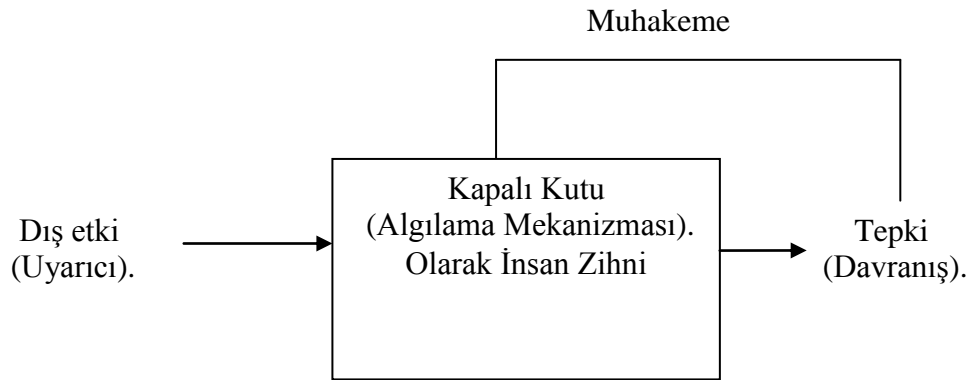 Muhakeme
Kapalı Kutu
(Algılama Mekanizması).
Olarak İnsan Zihni
Dış etki
(Uyarıcı).
Tepki
(Davranış).